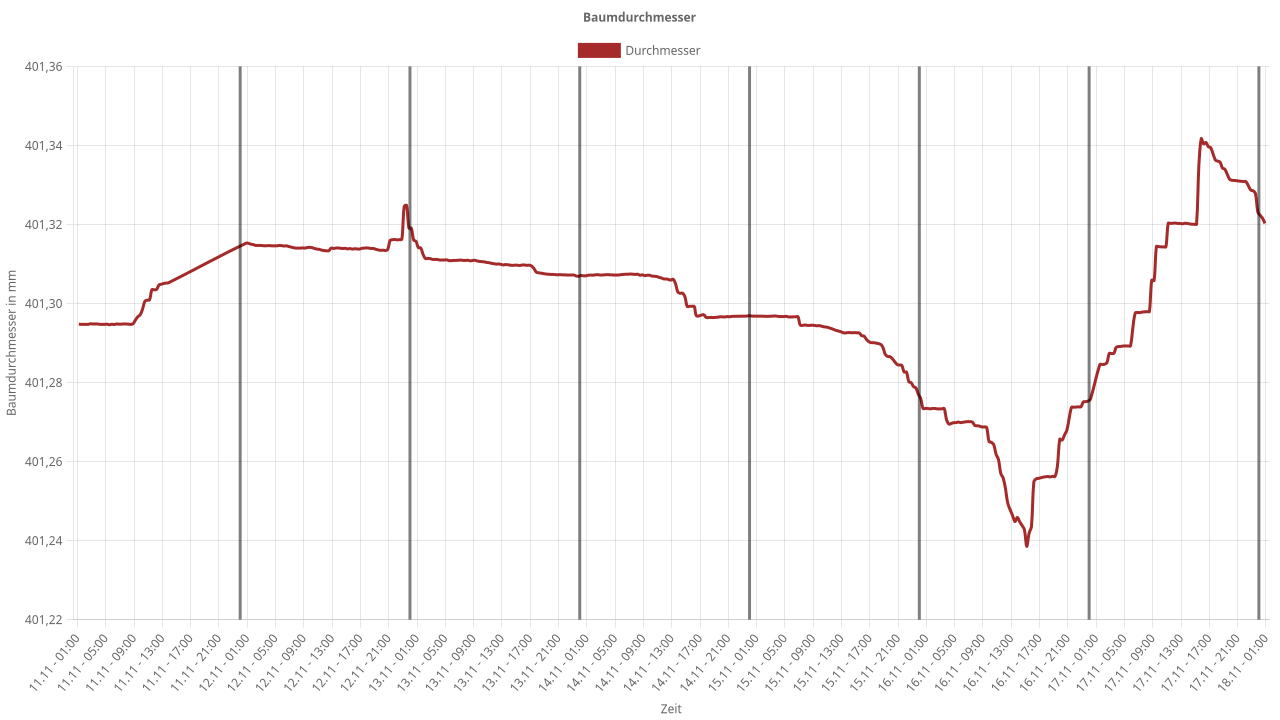 Baumdurchmesser
Durchmesser
401,36
401,34
401,32
401,30
401,28
401,26
401,24
401,22
Baumdurchmesser in mm
11.11 - 01:00
11.11 - 05:00
11.11 - 09:00
11.11 - 13:00
11.11 - 17:00
11.11 - 21:00
12.11 - 01:00
12.11 - 05:00
12.11 - 09:00
12.11 - 13:00
12.11 - 17:00
12.11 - 21:00
13.11 - 01:00
13.11 - 05:00
13.11 - 09:00
13.11 - 13:00
13.11 - 17:00
13.11 - 21:00
14.11 - 01:00
14.11 - 05:00
14.11 - 09:00
14.11 - 13:00
14.11 - 17:00
14.11 - 21:00
15.11 - 01:00
15.11 - 05:00
15.11 - 09:00
15.11 - 13:00
15.11 - 17:00
15.11 - 21:00
16.11 - 01:00
16.11 - 05:00
16.11 - 09:00
16.11 - 13:00
16.11 - 17:00
16.11 - 21:00
17.11 - 01:00
17.11 - 05:00
17.11 - 09:00
17.11 - 13:00
17.11 - 17:00
17.11 - 21:00
18.11 - 01:00
Zeit